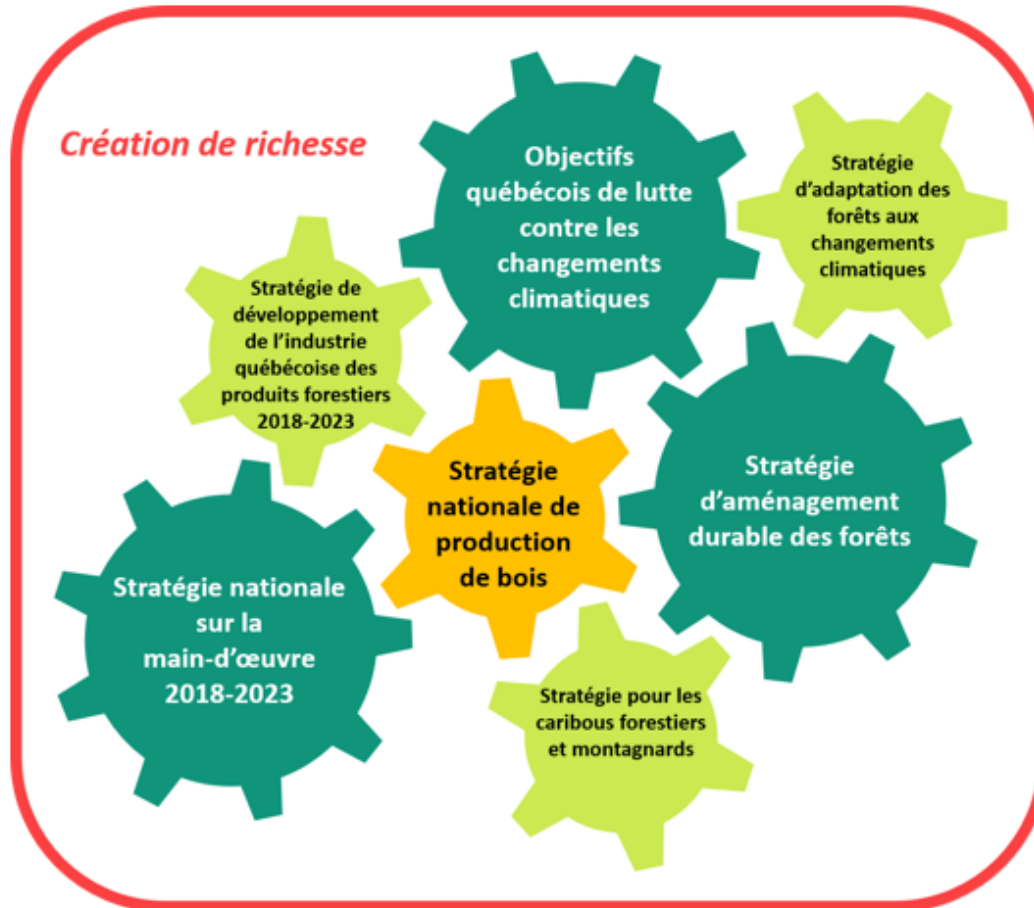 Création de richesse
Objectifs
québécois de lutte
contre les
changements
climatiques
Stratégie
d'adaptation des
forêts aux
changements
climatiques
Stratégie de
développement
de l'industrie
québécoise des
produits forestiers
2018-2023
Stratégie
nationale de
production
de bois
Stratégie
d'aménagement
durable des forêts
Stratégie nationale
sur la
main-d'œuvre
2018-2023
Stratégie pour les
caribous forestiers
et montagnards